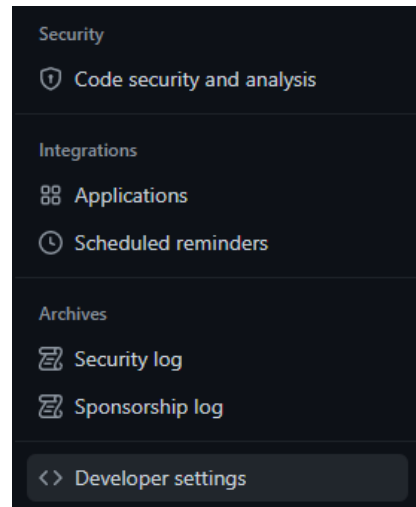 Security
Code security and analysis
Integrations
Applications
Scheduled reminders
Archives
Security log
Sponsorship log
Developer settings